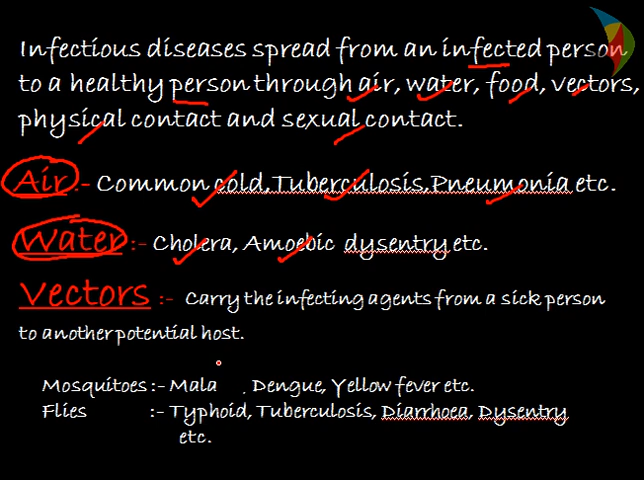 Infectious diseases spread from an infected person
to a healthy person through air, water, food, vectors,
physical contact and sexual contact.
Air :- Common cold, Tuberculosis, Pneumonia etc.
Water :- Cholera, Amoebic dysentry etc.
Vectors :- Carry the infecting agents from a sick person
to another potential host.
Mosquitoes :- Mala , Dengue, Yellow fever etc.
Flies :- Typhoid, Tuberculosis, Diarrhoea, Dysentry
etc.